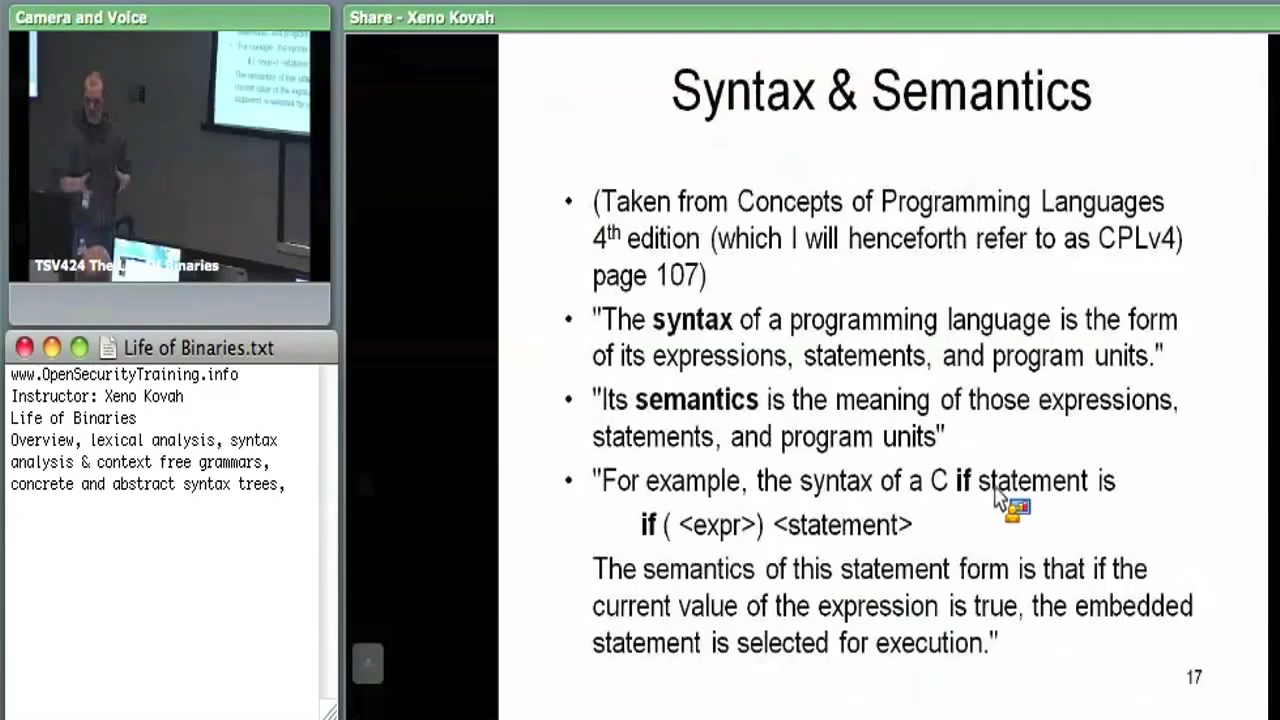 Camera and Voice
TSV424 The Life Of Binaries
Life of Binaries.txt
www.OpenSecurityTraining.info
Instructor: Xeno Kovah
Life of Binaries
Overview, lexical analysis, syntax
analysis & context free grammars,
concrete and abstract syntax trees,
Share - Xeno Kovah
Syntax & Semantics
• (Taken from Concepts of Programming Languages
4th edition (which I will henceforth refer to as CPLv4)
page 107)
• "The syntax of a programming language is the form
of its expressions, statements, and program units."
• "Its semantics is the meaning of those expressions,
statements, and program units"
• "For example, the syntax of a C if statement is
if ( <expr>) <statement>
The semantics of this statement form is that if the
current value of the expression is true, the embedded
statement is selected for execution."
17